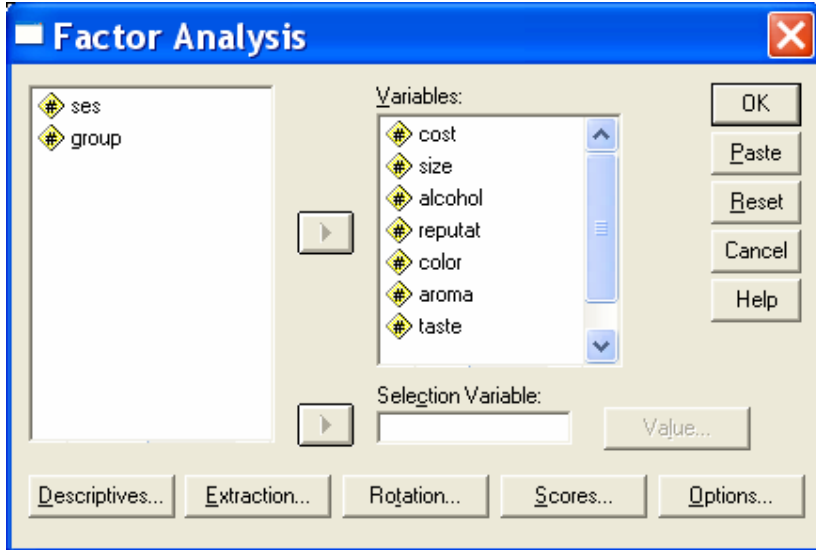 Factor Analysis
# ses
# group
Variables:
# cost
# size
# alcohol
# reputat
# color
# aroma
# taste
Selection Variable:
Value...
OK
Paste
Reset
Cancel
Help
Descriptives...
Extraction...
Rotation...
Scores...
Options...